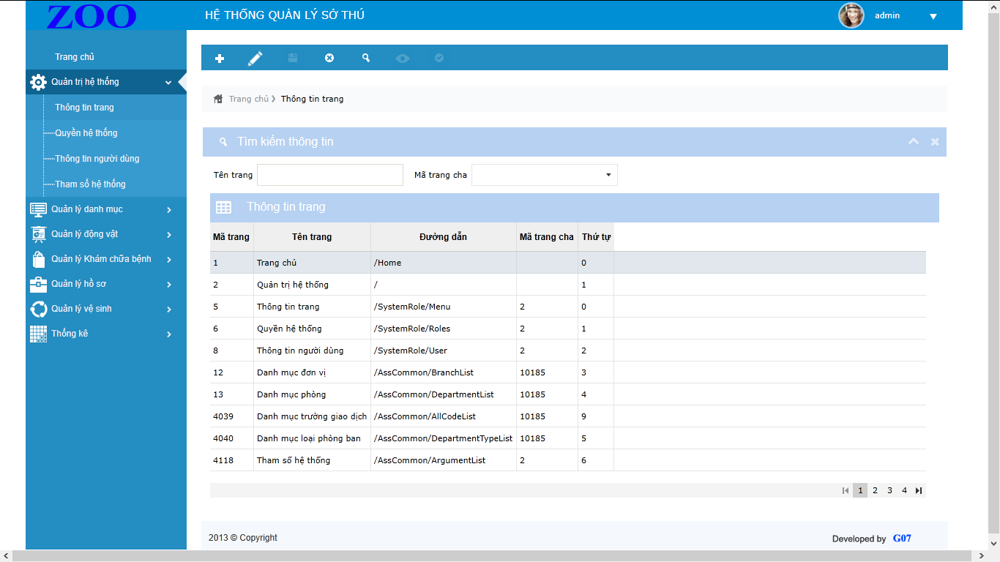 ZOO
HỆ THỐNG QUẢN LÝ SỞ THÚ
admin
Trang chủ
Quản trị hệ thống
Thông tin trang
Quyền hệ thống
Thông tin người dùng
Tham số hệ thống
Quản lý danh mục
Quản lý động vật
Quản lý Khám chữa bệnh
Quản lý hồ sơ
Quản lý vệ sinh
Thống kê
Trang chủ Thông tin trang
Tìm kiếm thông tin
Tên trang Mã trang cha
Thông tin trang
Mã trang Tên trang Đường dẫn Mã trang cha Thứ tự
1 Trang chủ /Home 0
2 Quản trị hệ thống / 1
5 Thông tin trang /SystemRole/Menu 2 0
6 Quyền hệ thống /SystemRole/Roles 2 1
8 Thông tin người dùng /SystemRole/User 2 2
12 Danh mục đơn vị /AssCommon/BranchList 10185 3
13 Danh mục phòng /AssCommon/DepartmentList 10185 4
4039 Danh mục trường giao dịch /AssCommon/AllCodeList 10185 9
4040 Danh mục loại phòng ban /AssCommon/DepartmentTypeList 10185 5
4118 Tham số hệ thống /AssCommon/ArgumentList 2 6
1 2 3 4
2013 © Copyright
Developed by G07